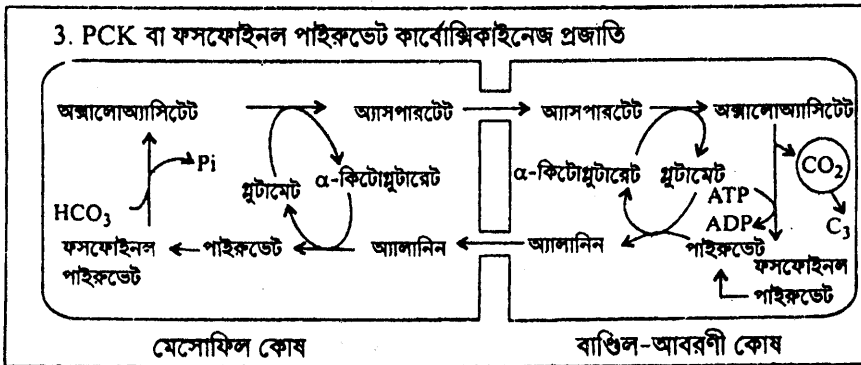 3. PCK বা ফসফোইনল পাইরুভেট কার্বোক্সিকাইনেজ প্রজাতি
অক্সালোঅ্যাসিটেট অ্যাসপারটেট অ্যাসপারটেট অক্সালোঅ্যাসিটেট
Pi CO2
গ্লুটামেট α-কিটোগ্লুটারেট α-কিটোগ্লুটারেট গ্লুটামেট
ATP
HCO3 ADP C3
ফসফোইনল পাইরুভেট অ্যালানিন অ্যালানিন পাইরুভেট
পাইরুভেট ফসফোইনল
পাইরুভেট
মেসোফিল কোষ বাণ্ডিল-আবরণী কোষ